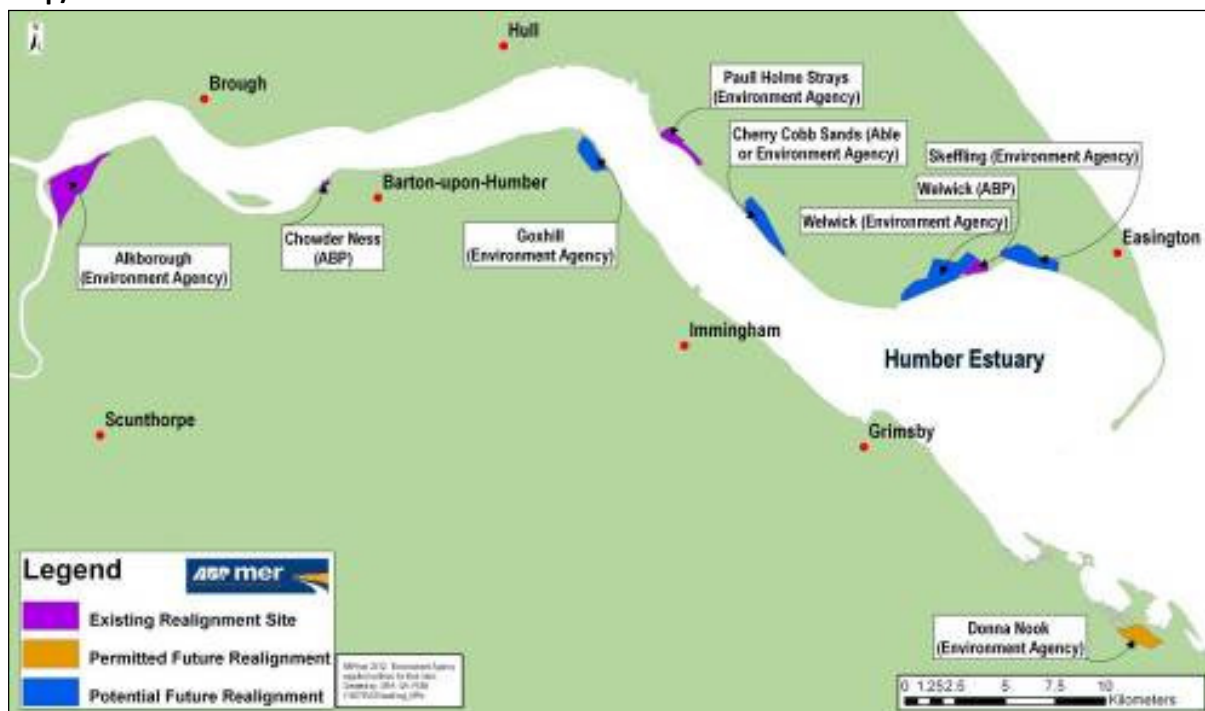 Hull
Brough
Paull Holme Strays
(Environment Agency)
Cherry Cobb Sands (Able
or Environment Agency)
Skeffling (Environment Agency)
Welwick (ABP)
Welwick (Environment Agency)
Easington
Barton-upon-Humber
Goxhill
(Environment Agency)
Chowder Ness
(ABP)
Alkborough
(Environment Agency)
Immingham
Humber Estuary
Scunthorpe
Grimsby
Legend
ABP mer
Existing Realignment Site
Permitted Future Realignment
Potential Future Realignment
Donna Nook
(Environment Agency)
0 1.25 2.5 5 7.5 10
Kilometers